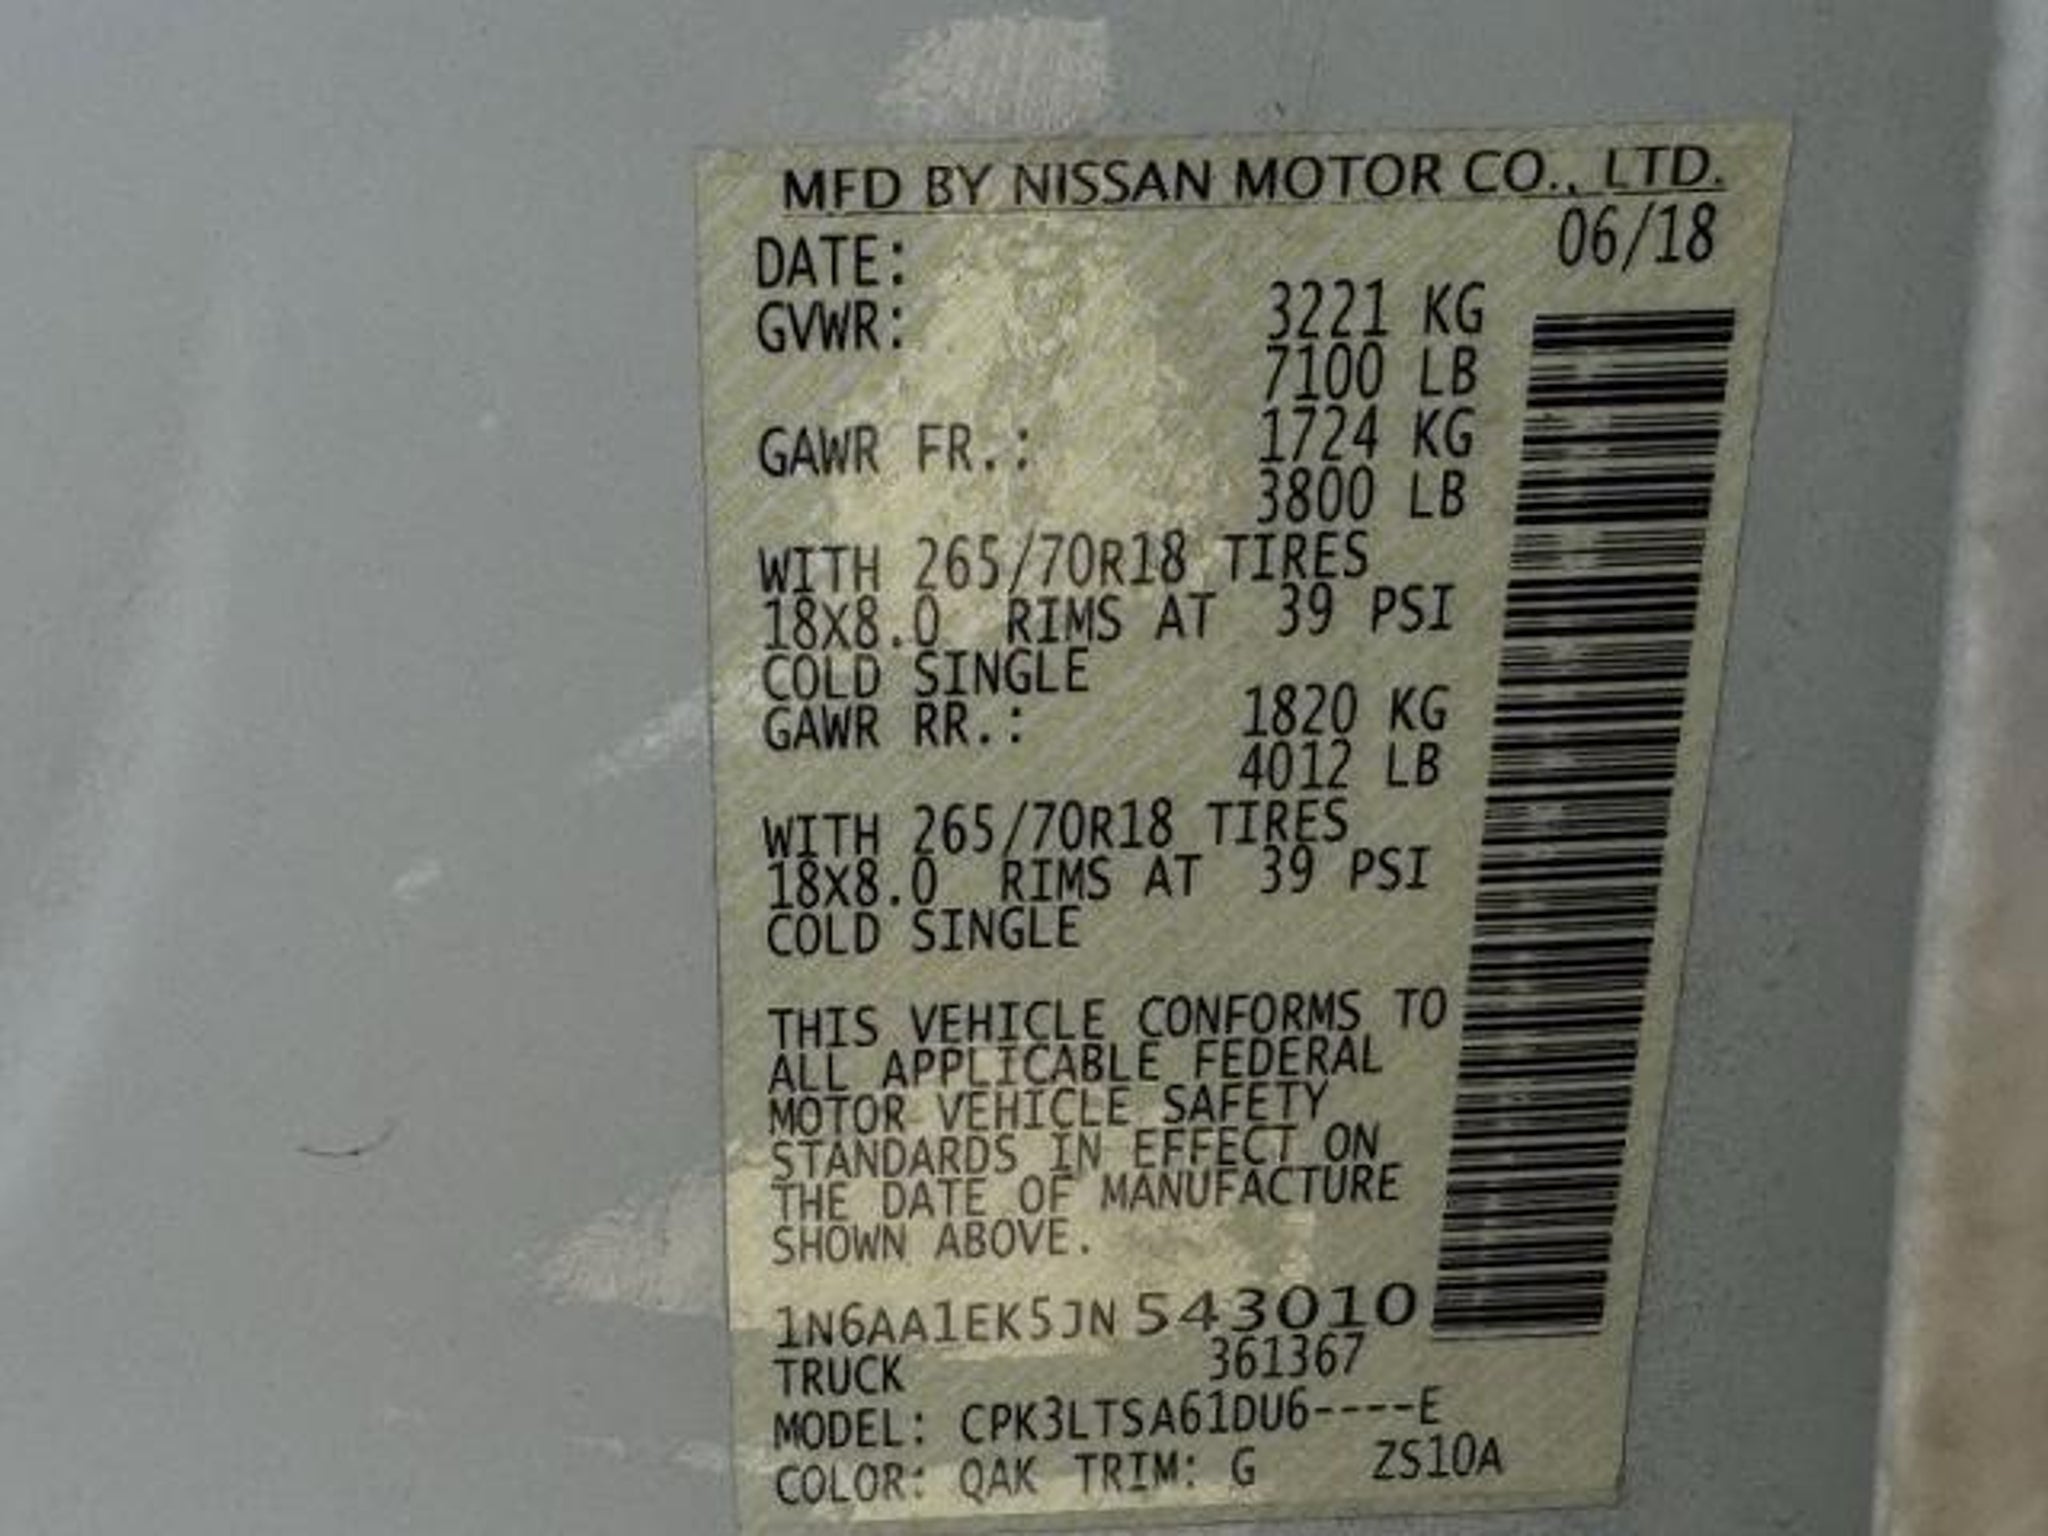 MFD BY NISSAN MOTOR CO., LTD.
DATE: 06/18
GVWR: 3221 KG
7100 LB
GAWR FR.: 1724 KG
3800 LB
WITH 265/70R18 TIRES
18X8.0 RIMS AT 39 PSI
COLD SINGLE
GAWR RR.: 1820 KG
4012 LB
WITH 265/70R18 TIRES
18X8.0 RIMS AT 39 PSI
COLD SINGLE
THIS VEHICLE CONFORMS TO
ALL APPLICABLE FEDERAL
MOTOR VEHICLE SAFETY
STANDARDS IN EFFECT ON
THE DATE OF MANUFACTURE
SHOWN ABOVE.
1N6AA1EK5JN543010
TRUCK 361367
MODEL: CPK3LTSA61DU6----E
COLOR: QAK TRIM: G ZS10A